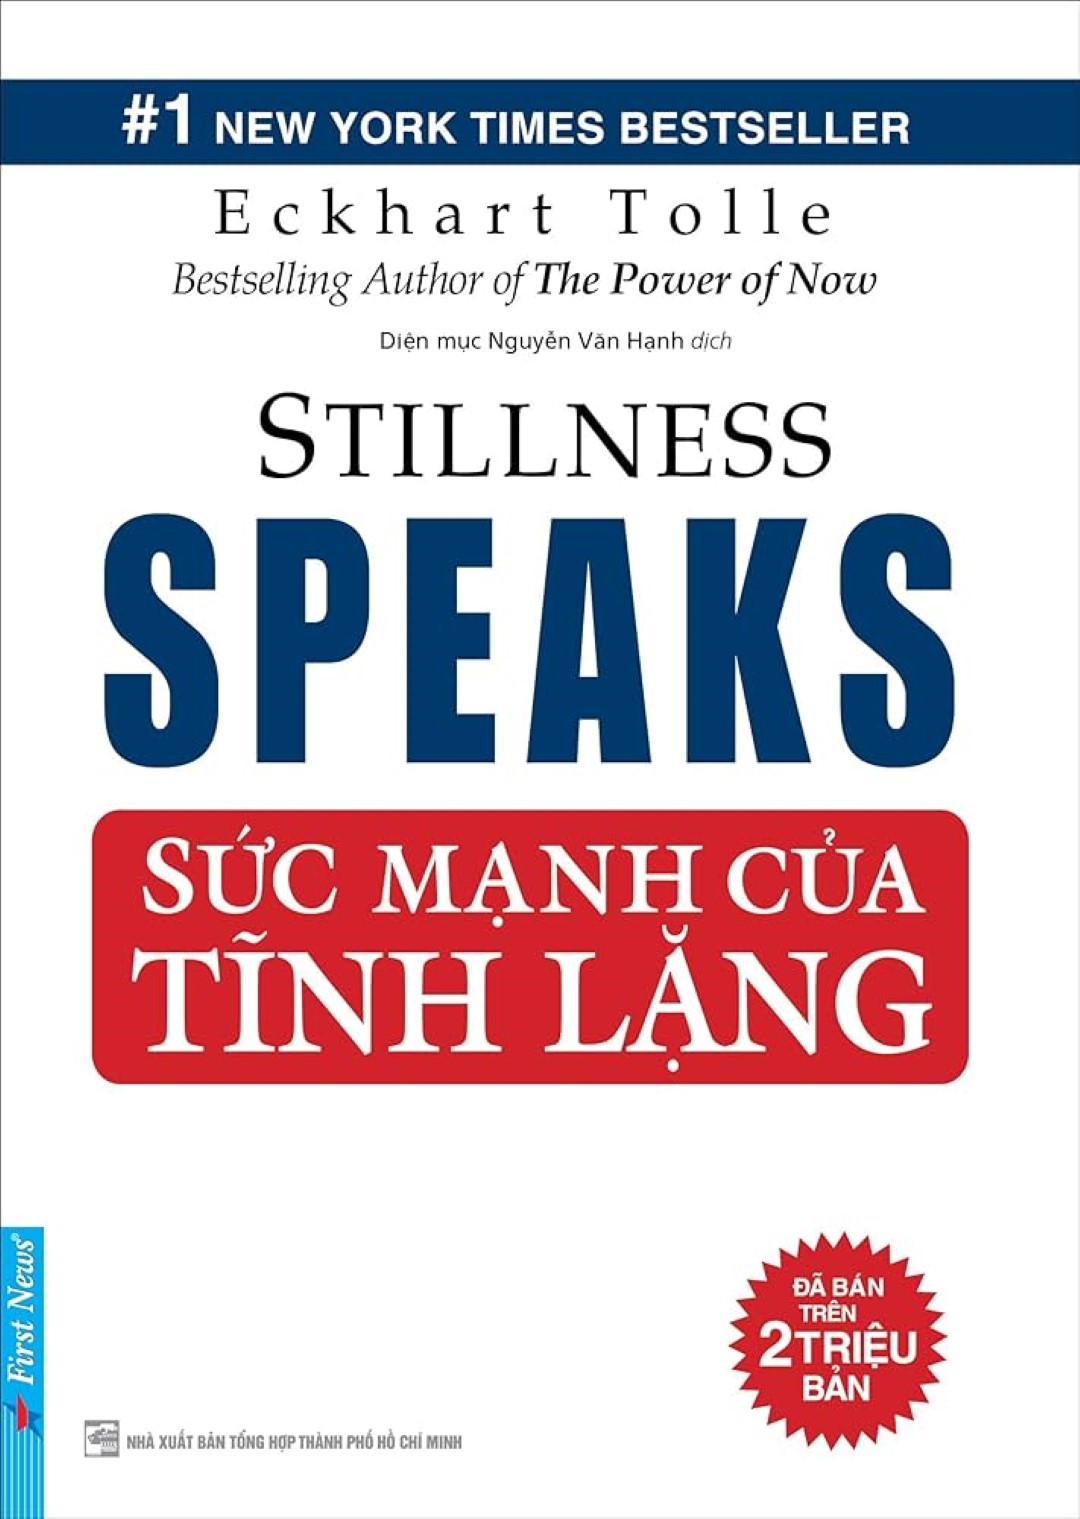 #1 NEW YORK TIMES BESTSELLER
Eckhart Tolle
Bestselling Author of The Power of Now
Diện mục Nguyễn Văn Hạnh dịch
STILLNESS
SPEAKS
SỨC MẠNH CỦA
TĨNH LẶNG
ĐÃ BÁN
TRÊN
2 TRIỆU
BẢN
First News®
NHÀ XUẤT BẢN TỔNG HỢP THÀNH PHỐ HỒ CHÍ MINH